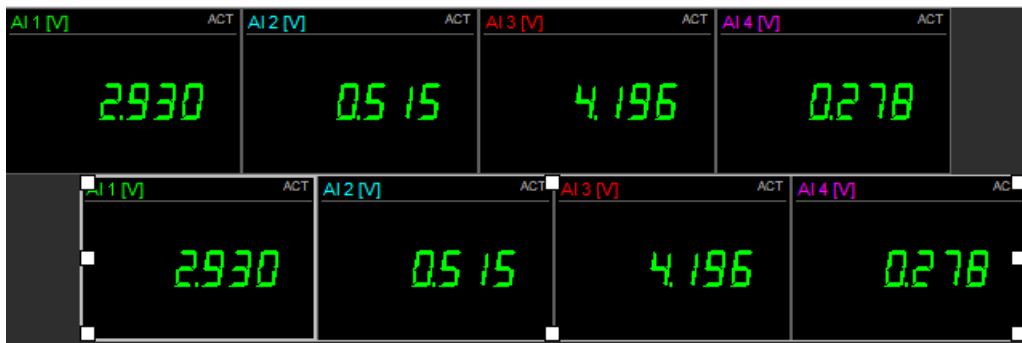 AI 1 [V] ACT AI 2 [V] ACT AI 3 [V] ACT AI 4 [V] ACT
2.930 0.515 4.196 0.278
AI 1 [V] ACT AI 2 [V] ACT AI 3 [V] ACT AI 4 [V] AC
2.930 0.515 4.196 0.278